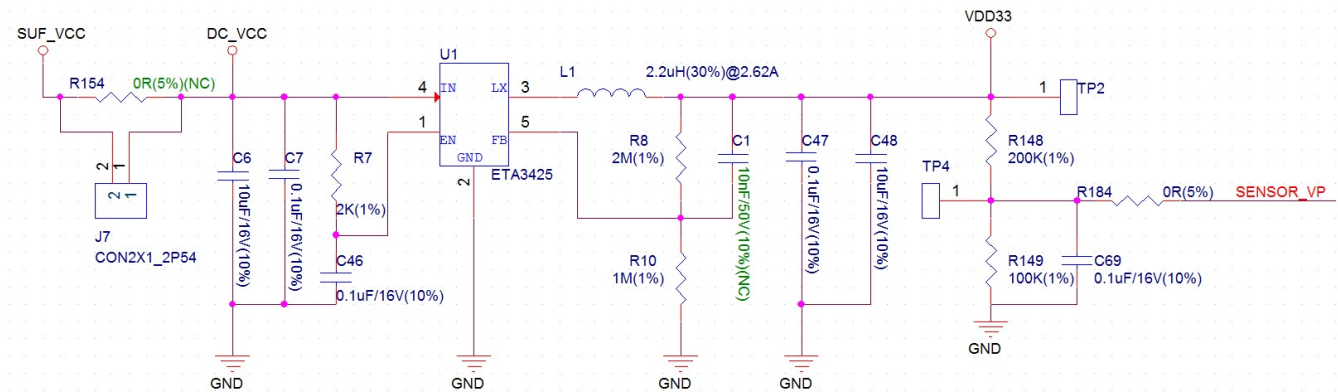 SUF_VCC
DC_VCC
VDD33
R154
0R(5%)(NC)
2
1
2
1
J7
CON2X1_2P54
C6
10uF/16V(10%)
C7
0.1uF/16V(10%)
R7
2K(1%)
C46
0.1uF/16V(10%)
U1
4
IN
LX
3
1
EN
FB
5
GND
2
ETA3425
L1
2.2uH(30%)@2.62A
R8
2M(1%)
C1
10nF/50V(10%)(NC)
R10
1M(1%)
C47
0.1uF/16V(10%)
C48
10uF/16V(10%)
1
TP2
R148
200K(1%)
TP4
1
R184
0R(5%)
SENSOR_VP
R149
100K(1%)
C69
0.1uF/16V(10%)
GND
GND
GND
GND
GND